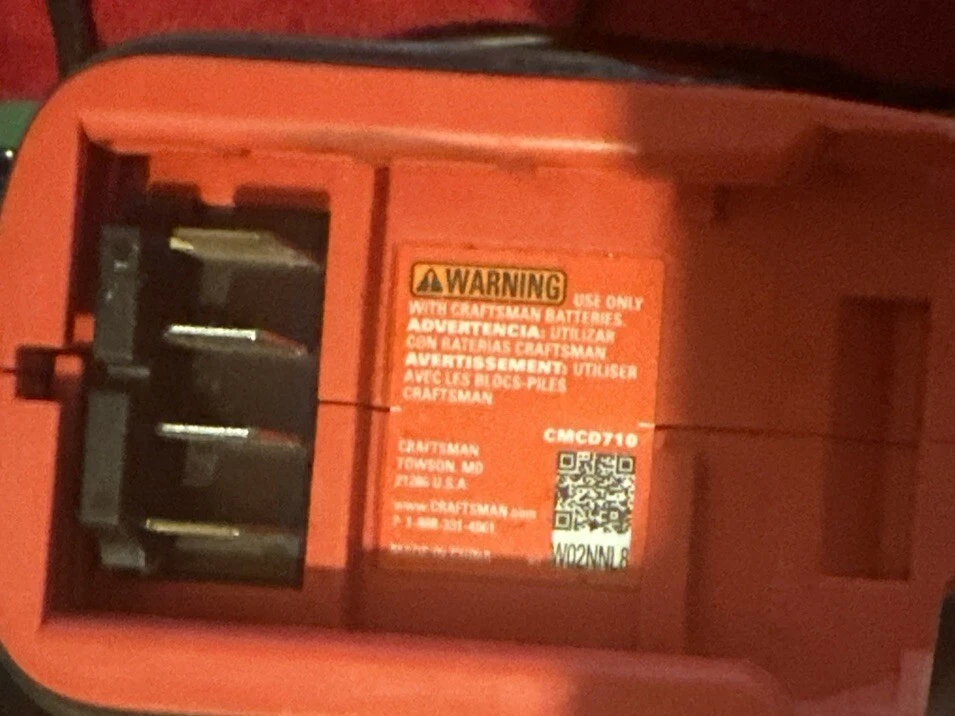 WARNING USE ONLY
WITH CRAFTSMAN BATTERIES.
ADVERTENCIA: UTILIZAR
CON BATERIAS CRAFTSMAN
AVERTISSEMENT: UTILISER
AVEC LES BLOCS-PILES
CRAFTSMAN
CMCD710
CRAFTSMAN
TOWSON, MD
21286 U.S.A.
www.CRAFTSMAN.com
W02NNL8